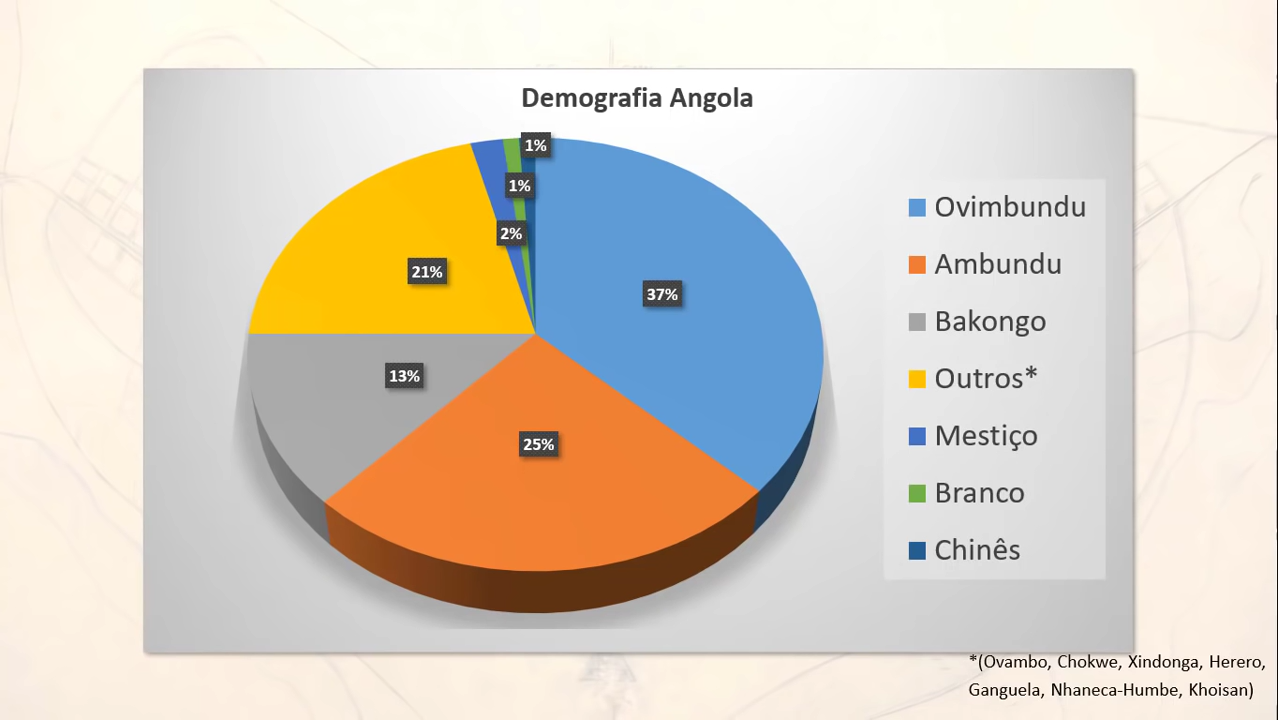 Demografia Angola
1%
1%
2%
21%
37%
13%
25%
Ovimbundu
Ambundu
Bakongo
Outros*
Mestiço
Branco
Chinês
*(Ovambo, Chokwe, Xindonga, Herero,
Ganguela, Nhaneca-Humbe, Khoisan)